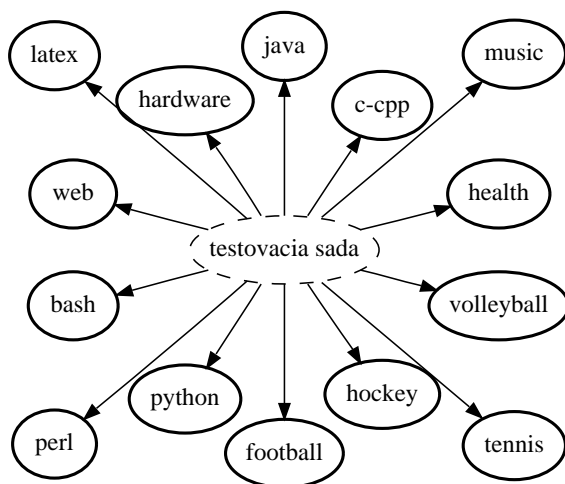 latex
java
music
hardware
c-cpp
web
health
testovacia sada
bash
volleyball
python
hockey
perl
football
tennis